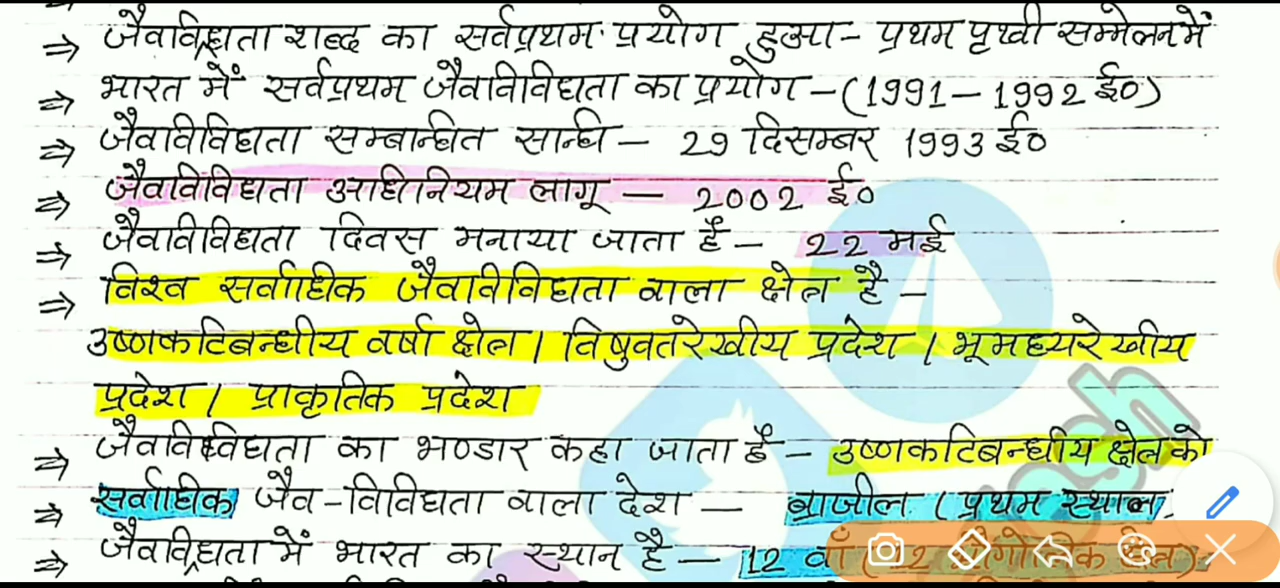 ⇒ जैवविविधता शब्द का सर्वप्रथम प्रयोग हुआ - प्रथम पृथ्वी सम्मेलन में
⇒ भारत में सर्वप्रथम जैवविविधता का प्रयोग - (1991 - 1992 ई०)
⇒ जैवविविधता सम्बन्धित सन्धि - 29 दिसम्बर 1993 ई०
⇒ जैवविविधता अधिनियम लागू - 2002 ई०
⇒ जैवविविधता दिवस मनाया जाता है - 22 मई
⇒ विश्व सर्वाधिक जैवविविधता वाला क्षेत्र है -
उष्णकटिबन्धीय वर्षा क्षेत्र / विषुवतरेखीय प्रदेश / भूमध्यरेखीय
प्रदेश / प्राकृतिक प्रदेश
⇒ जैवविविधता का भण्डार कहा जाता है - उष्णकटिबन्धीय क्षेत्र को
⇒ सर्वाधिक जैव-विविधता वाला देश - ब्राजील (प्रथम स्थान)
⇒ जैवविविधता में भारत का स्थान है - 12 वाँ